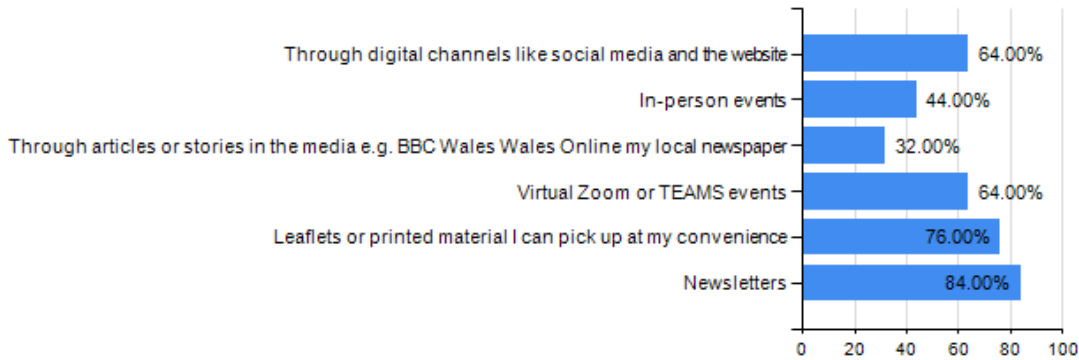 Through digital channels like social media and the website 64.00%
In-person events 44.00%
Through articles or stories in the media e.g. BBC Wales Wales Online my local newspaper 32.00%
Virtual Zoom or TEAMS events 64.00%
Leaflets or printed material I can pick up at my convenience 76.00%
Newsletters 84.00%
0 20 40 60 80 100